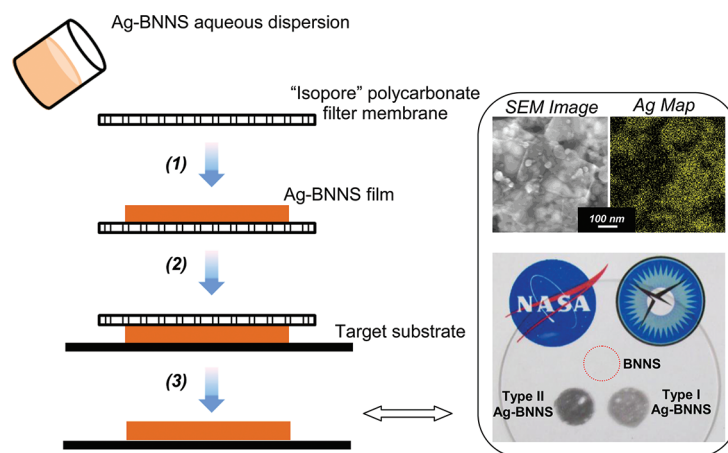 Ag-BNNS aqueous dispersion
“Isopore” polycarbonate
filter membrane
(1)
Ag-BNNS film
(2)
Target substrate
(3)
SEM Image
Ag Map
100 nm
NASA
BNNS
Type II
Ag-BNNS
Type I
Ag-BNNS